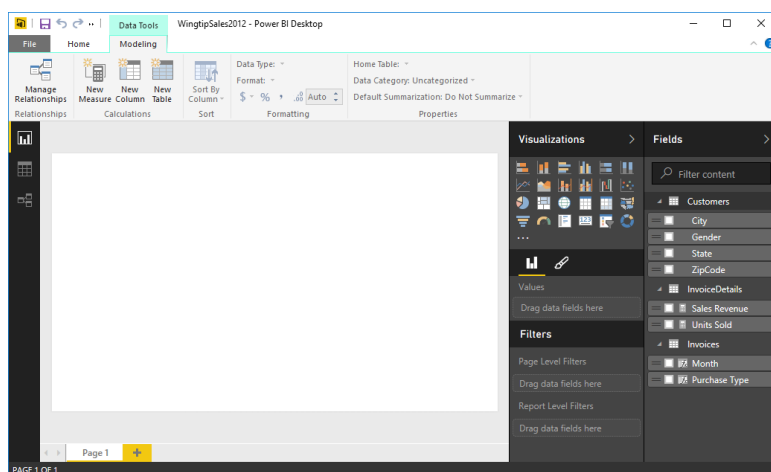 Data Tools WingtipSales2012 - Power BI Desktop
File Home Modeling
Manage Relationships
New Measure
New Column
New Table
Sort By Column
Data Type:
Format:
$ % , .00 Auto
Home Table:
Data Category: Uncategorized
Default Summarization: Do Not Summarize
Relationships Calculations Sort Formatting Properties
Visualizations
Values
Drag data fields here
Filters
Page Level Filters
Drag data fields here
Report Level Filters
Drag data fields here
Fields
Filter content
Customers
City
Gender
State
ZipCode
InvoiceDetails
Sales Revenue
Units Sold
Invoices
Month
Purchase Type
Page 1
PAGE 1 OF 1